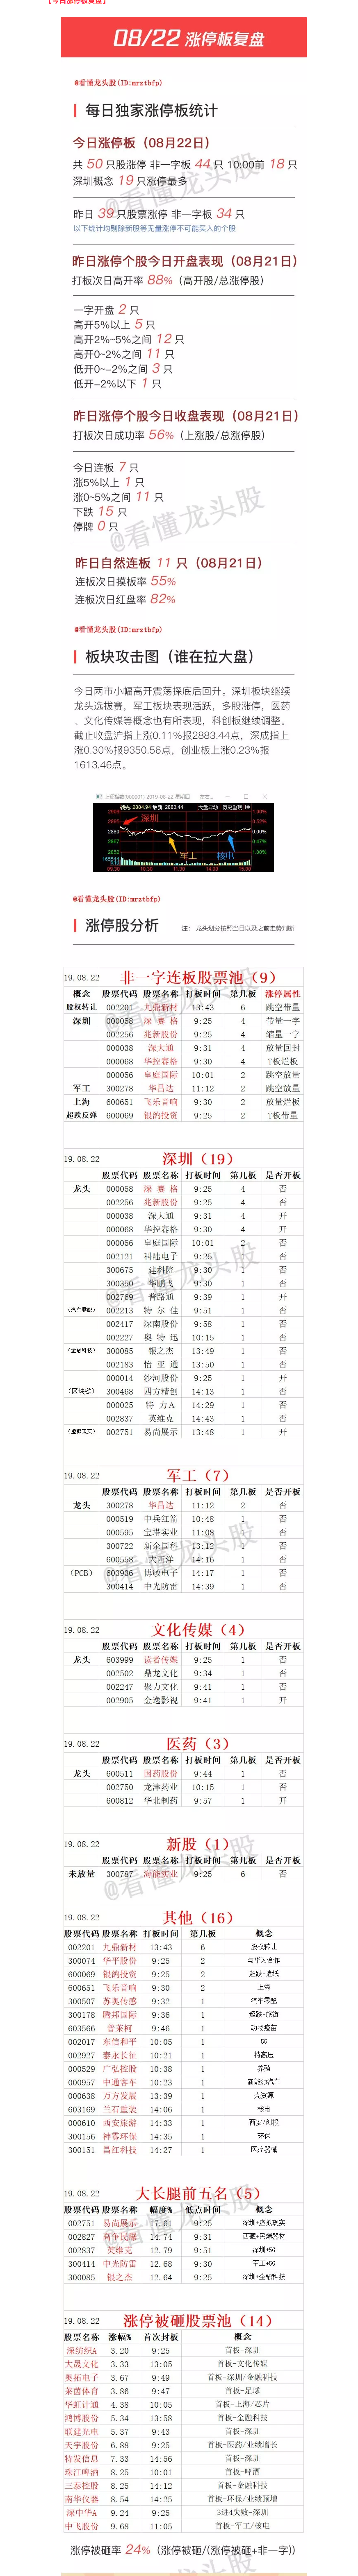 【今日涨停板复盘】
08/22 涨停板复盘
@看懂龙头股(ID:mrztbfp)
每日独家涨停板统计
今日涨停板（08月22日）
共 50 只股涨停 非一字板 44 只 10:00前 18 只
深圳概念 19 只涨停最多
昨日 39 只股票涨停 非一字板 34 只
以下统计均剔除新股等无量涨停不可能买入的个股
昨日涨停个股今日开盘表现（08月21日）
打板次日高开率 88%（高开股/总涨停股）
一字开盘 2 只
高开5%以上 5 只
高开2%~5%之间 12 只
高开0~2%之间 11 只
低开0~-2%之间 3 只
低开-2%以下 1 只
昨日涨停个股今日收盘表现（08月21日）
打板次日成功率 56%（上涨股/总涨停股）
今日连板 7 只
涨5%以上 1 只
涨0~5%之间 11 只
下跌 15 只
停牌 0 只
昨日自然连板 11 只（08月21日）
连板次日摸板率 55%
连板次日红盘率 82%
@看懂龙头股(ID:mrztbfp)
板块攻击图（谁在拉大盘）
今日两市小幅高开震荡探底后回升。深圳板块继续
龙头选拔赛，军工板块表现活跃，多股涨停，医药
、文化传媒等概念也有所表现，科创板继续调整。
截止收盘沪指上涨0.11%报2883.44点，深成指上
涨0.30%报9350.56点，创业板上涨0.23%报
1613.46点。
深圳
军工
核电
@看懂龙头股(ID:mrztbfp)
涨停股分析 注： 龙头划分按照当日以及之前走势判断
19.08.22 非一字连板股票池（9）
概念 股票代码 股票名称 打板时间 第几板 涨停属性
股权转让 002201 九鼎新材 13:43 6 跳空带量
深圳 000058 深 赛 格 9:25 4 带量一字
002256 兆新股份 9:25 4 缩量一字
000038 深大通 9:31 4 放量回封
000068 华控赛格 9:30 4 T板烂板
000056 皇庭国际 10:01 2 跳空放量
军工 300278 华昌达 11:12 2 跳空放量
上海 600651 飞乐音响 9:30 2 放量烂板
超跌反弹 600069 银鸽投资 9:25 2 T板带量
19.08.22 深圳（19）
股票代码 股票名称 打板时间 第几板 是否开板
龙头 000058 深 赛 格 9:25 4 否
002256 兆新股份 9:25 4 否
000038 深大通 9:31 4 开
000068 华控赛格 9:30 4 开
000056 皇庭国际 10:01 2 否
002121 科陆电子 9:25 1 否
300675 建科院 9:30 1 否
300350 华鹏飞 9:30 1 否
002769 普路通 9:39 1 开
（汽车零配） 002213 特 尔 佳 9:51 1 否
002417 深南股份 9:58 1 否
002227 奥 特 迅 10:15 1 否
（金融科技） 300085 银之杰 13:49 1 否
002183 怡 亚 通 13:50 1 否
000014 沙河股份 9:25 1 开
（区块链） 300468 四方精创 14:13 1 否
000025 特 力Ａ 14:29 1 否
002837 英维克 14:43 1 否
（虚拟现实） 002751 易尚展示 13:48 1 开
19.08.22 军工（7）
股票代码 股票名称 打板时间 第几板 是否开板
龙头 300278 华昌达 11:12 2 否
000519 中兵红箭 10:48 1 否
000595 宝塔实业 11:08 1 否
300722 新余国科 13:12 1 否
600558 大西洋 14:16 1 否
（PCB） 603936 博敏电子 14:17 1 否
300414 中光防雷 14:39 1 否
19.08.22 文化传媒（4）
股票代码 股票名称 打板时间 第几板 是否开板
龙头 603999 读者传媒 9:25 1 否
002502 鼎龙文化 9:34 1 否
002247 聚力文化 9:41 1 否
002905 金逸影视 9:41 1 开
19.08.22 医药（3）
股票代码 股票名称 打板时间 第几板 是否开板
龙头 600511 国药股份 9:44 1 否
002750 龙津药业 10:15 1 否
600812 华北制药 9:57 1 开
19.08.22 新股（1）
股票代码 股票名称 打板时间 第几板 是否开板
未放量 300787 海能实业 9:25 6 否
19.08.22 其他（16）
股票代码 股票名称 打板时间 第几板 概念
002201 九鼎新材 13:43 6 股权转让
300074 华平股份 9:25 2 与华为合作
600069 银鸽投资 9:25 2 超跌-造纸
600651 飞乐音响 9:30 2 上海
300507 苏奥传感 9:32 1 汽车零配
300178 腾邦国际 9:36 1 超跌-旅游
603566 普莱柯 9:46 1 动物疫苗
002017 东信和平 10:05 1 5G
002927 泰永长征 10:21 1 特高压
000529 广弘控股 10:38 1 养殖
000957 中通客车 10:23 1 新能源汽车
000638 万方发展 13:39 1 壳资源
603169 兰石重装 14:06 1 核电
000610 西安旅游 14:33 1 西安/创投
300156 神雾环保 14:35 1 环保
300151 昌红科技 14:27 1 医疗器械
19.08.22 大长腿前五名（5）
股票代码 股票名称 幅度% 低点时间 概念
002751 易尚展示 17.61 9:25 深圳+虚拟现实
002827 高争民爆 14.74 9:31 西藏+民爆器材
002837 英维克 12.79 9:51 深圳+5G
300414 中光防雷 12.68 9:30 军工+5G
300085 银之杰 12.64 9:25 深圳+金融科技
19.08.22 涨停被砸股票池（14）
股票名称 涨幅% 首次封板 概念
深纺织A 3.20 9:25 首板-深圳
大晟文化 3.33 13:05 首板-文化传媒
奥拓电子 3.67 9:49 首板-深圳/金融科技
莱茵体育 3.86 9:47 首板-足球
华虹计通 4.38 10:05 首板-上海/芯片
鸿博股份 5.34 13:58 首板-金融科技
联建光电 5.37 9:43 首板-深圳
天宇股份 6.88 9:25 首板-医药/业绩增长
特发信息 7.33 14:56 首板-深圳
珠江啤酒 8.25 10:01 首板-啤酒
三泰控股 8.25 14:12 首板-金融科技
南华仪器 8.54 14:25 首板-环保/业绩预增
深中华A 9.24 9:25 3进4失败-深圳
中飞股份 9.68 11:05 首板-军工/核电
涨停被砸率 24%（涨停被砸/(涨停被砸+非一字)）